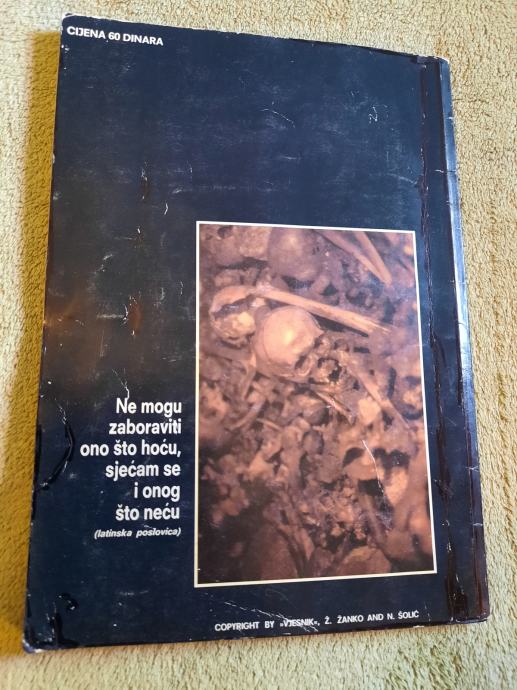 CIJENA 60 DINARA
Ne mogu
zaboraviti
ono što hoću,
sjećam se
i onog
što neću
(latinska poslovica)
COPYRIGHT BY »VJESNIK«, Ž. ŽANKO AND N. ŠOLIĆ